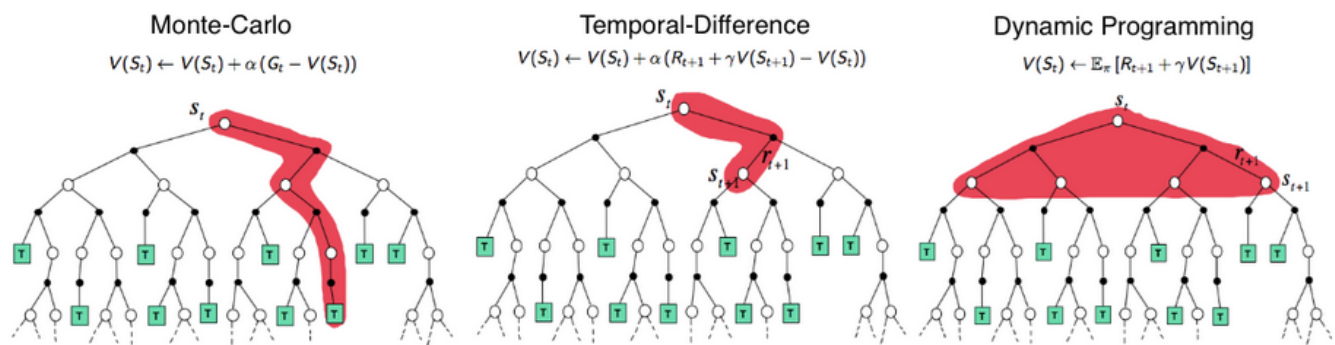 Monte-Carlo
V(S_t) ← V(S_t) + α (G_t − V(S_t))
s_t
T
T
T
T
T
T
T
T
T
Temporal-Difference
V(S_t) ← V(S_t) + α (R_{t+1} + γV(S_{t+1}) − V(S_t))
s_t
r_{t+1}
s_{t+1}
T
T
T
T
T
T
T
T
T
Dynamic Programming
V(S_t) ← 𝔼_π [R_{t+1} + γV(S_{t+1})]
s_t
r_{t+1}
s_{t+1}
T
T
T
T
T
T
T
T
T